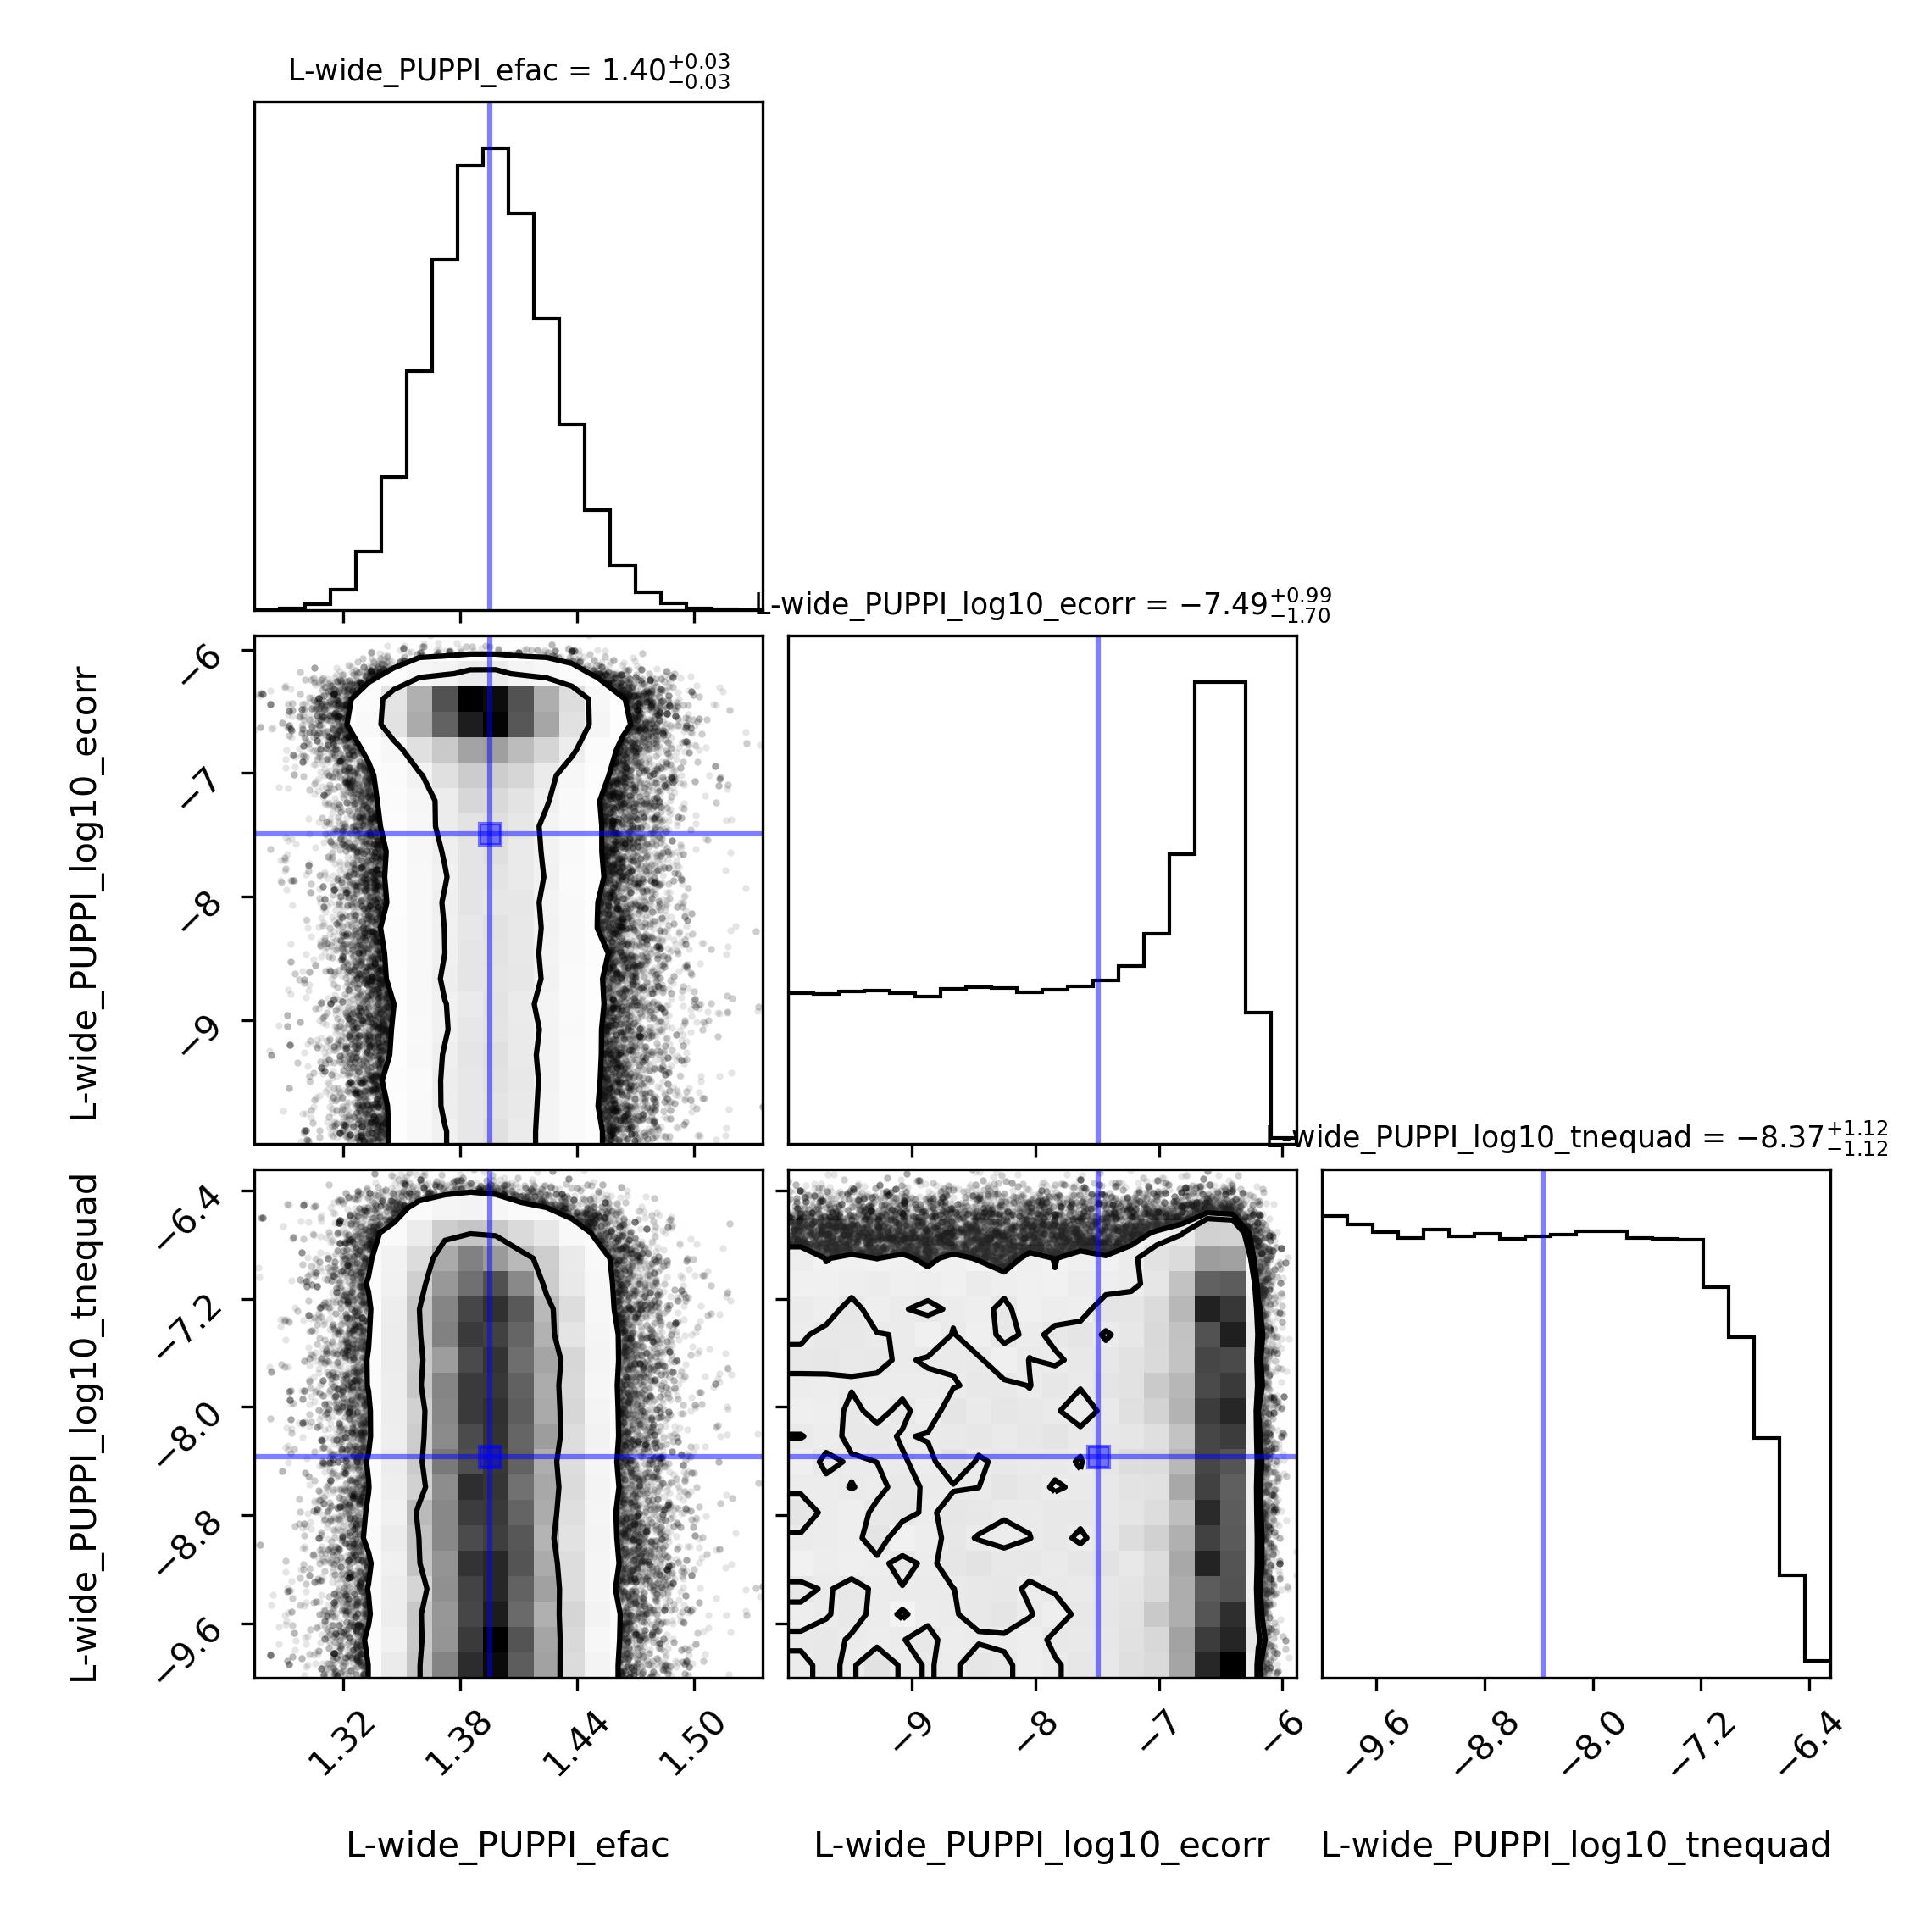 L-wide_PUPPI_efac = 1.40+0.03 −0.03
L-wide_PUPPI_log10_ecorr = −7.49+0.99 −1.70
−6
−7
−8
−9
L-wide_PUPPI_log10_ecorr
-wide_PUPPI_log10_tnequad = −8.37+1.12 −1.12
−6.4
−7.2
−8.0
−8.8
−9.6
L-wide_PUPPI_log10_tnequad
1.32 1.38 1.44 1.50
−9 −8 −7 −6
−9.6 −8.8 −8.0 −7.2 −6.4
L-wide_PUPPI_efac
L-wide_PUPPI_log10_ecorr
L-wide_PUPPI_log10_tnequad